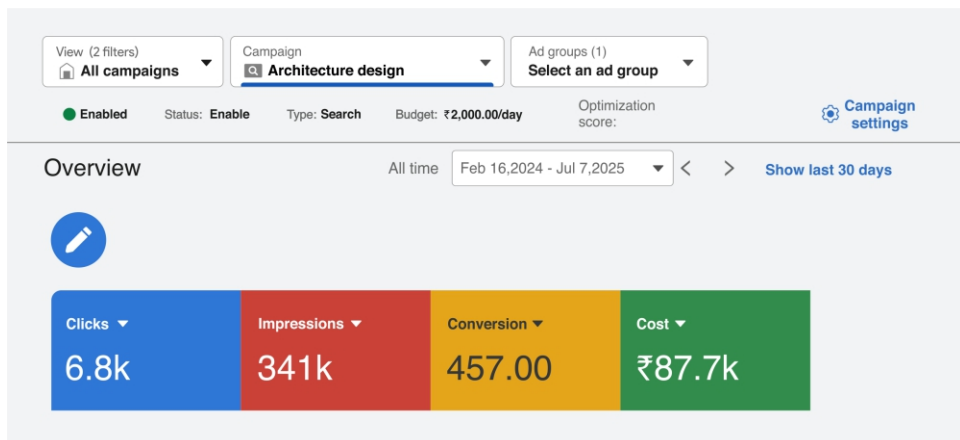 View (2 filters)
All campaigns
Campaign
Architecture design
Ad groups (1)
Select an ad group
Enabled
Status: Enable
Type: Search
Budget: ₹2,000.00/day
Optimization
score:
Campaign
settings
Overview
All time
Feb 16,2024 - Jul 7,2025
Show last 30 days
Clicks
6.8k
Impressions
341k
Conversion
457.00
Cost
₹87.7k